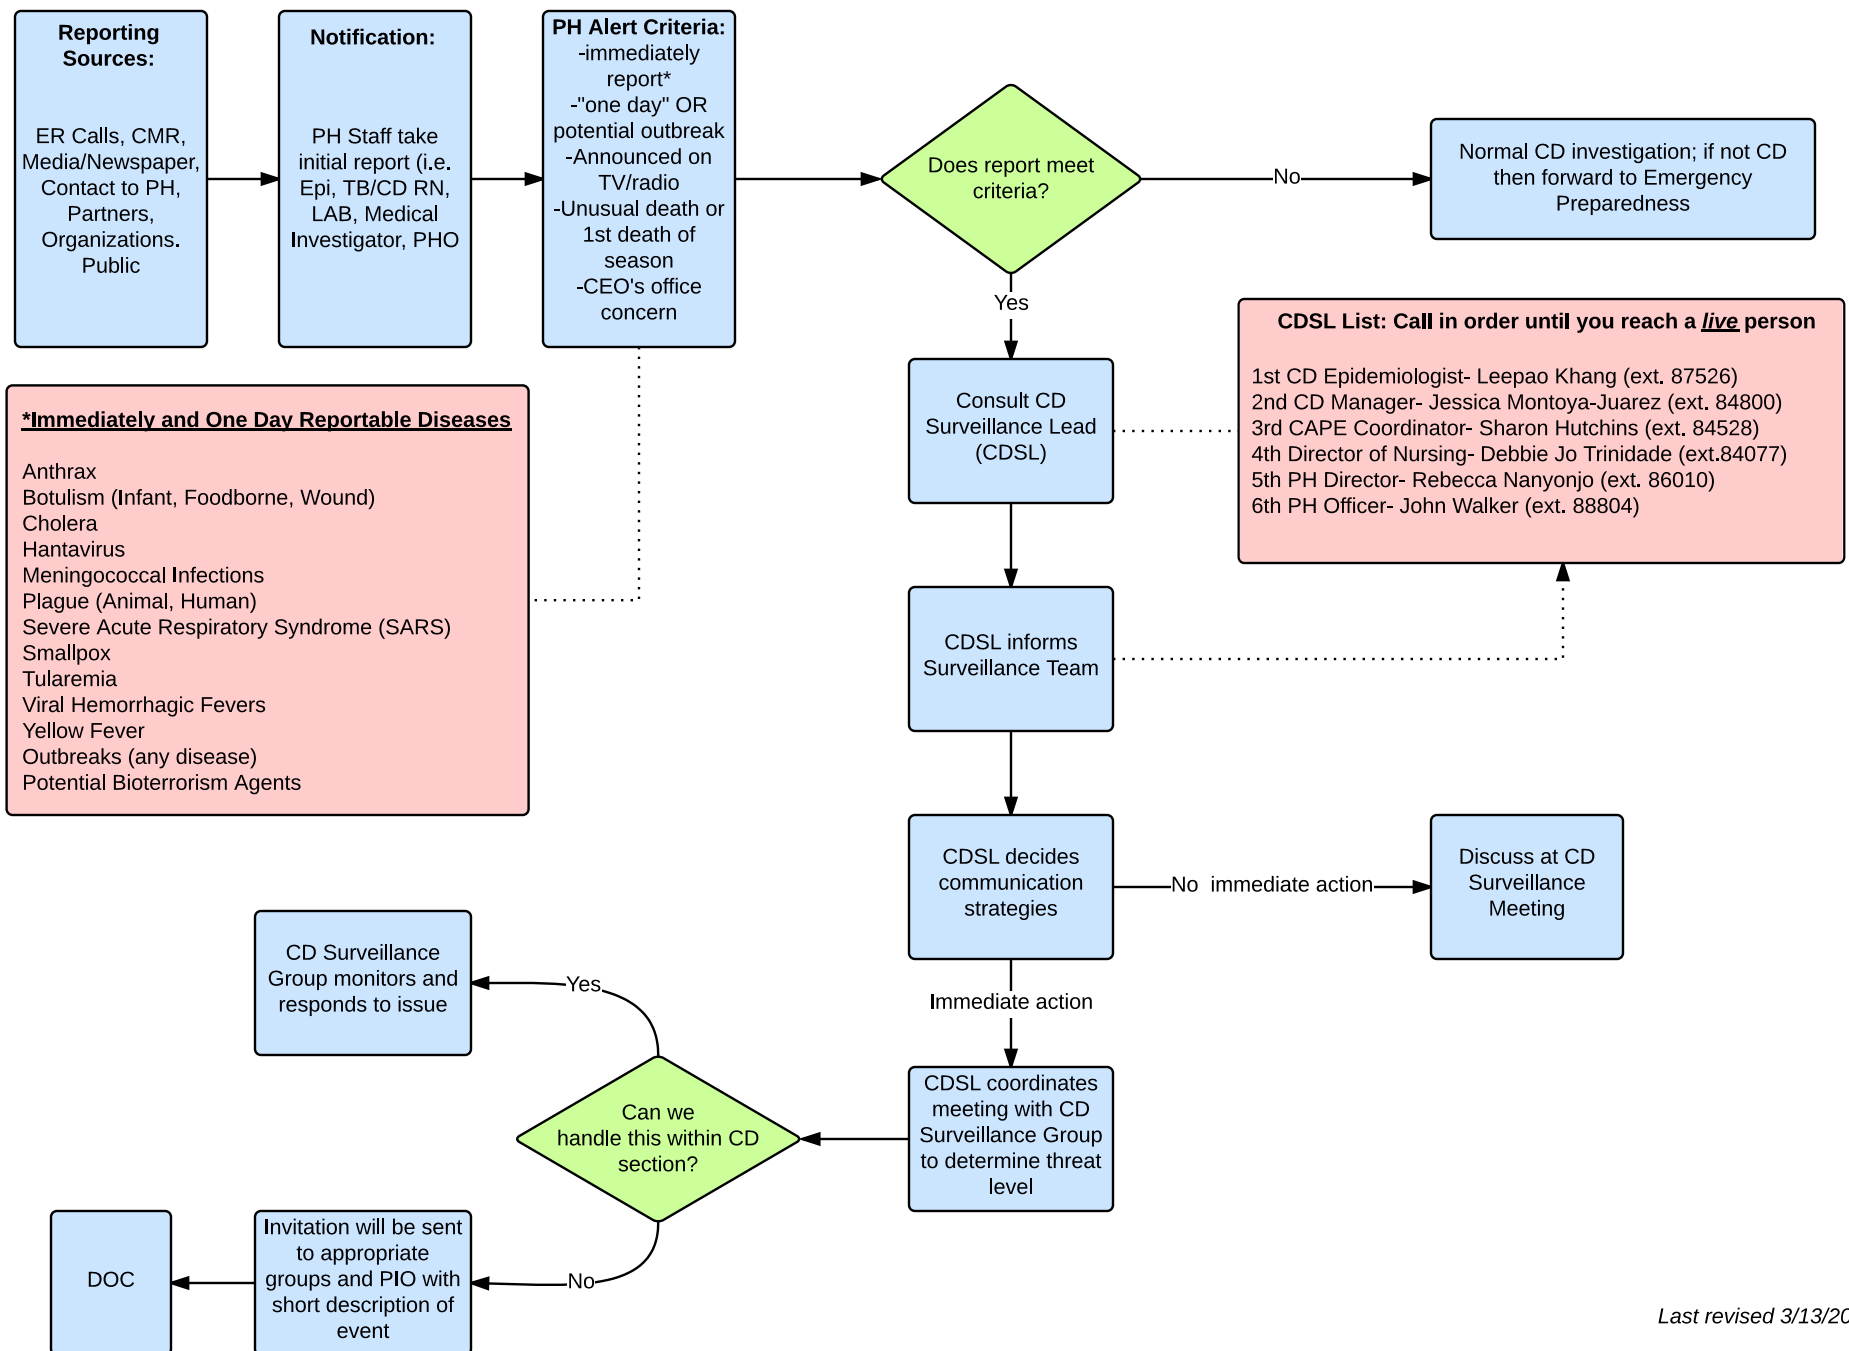 Reporting
Sources:
ER Calls, CMR,
Media/Newspaper,
Contact to PH,
Partners,
Organizations.
Public
Notification:
PH Staff take
initial report (i.e.
Epi, TB/CD RN,
LAB, Medical
Investigator, PHO
PH Alert Criteria:
-immediately
report*
-"one day" OR
potential outbreak
-Announced on
TV/radio
-Unusual death or
1st death of
season
-CEO's office
concern
Does report meet
criteria?
No
Normal CD investigation; if not CD
then forward to Emergency
Preparedness
Yes
CDSL List: Call in order until you reach a live person
1st CD Epidemiologist- Leepao Khang (ext. 87526)
2nd CD Manager- Jessica Montoya-Juarez (ext. 84800)
3rd CAPE Coordinator- Sharon Hutchins (ext. 84528)
4th Director of Nursing- Debbie Jo Trinidade (ext.84077)
5th PH Director- Rebecca Nanyonjo (ext. 86010)
6th PH Officer- John Walker (ext. 88804)
Consult CD
Surveillance Lead
(CDSL)
*Immediately and One Day Reportable Diseases
Anthrax
Botulism (Infant, Foodborne, Wound)
Cholera
Hantavirus
Meningococcal Infections
Plague (Animal, Human)
Severe Acute Respiratory Syndrome (SARS)
Smallpox
Tularemia
Viral Hemorrhagic Fevers
Yellow Fever
Outbreaks (any disease)
Potential Bioterrorism Agents
CDSL informs
Surveillance Team
CDSL decides
communication
strategies
No immediate action
Discuss at CD
Surveillance
Meeting
Immediate action
CD Surveillance
Group monitors and
responds to issue
Yes
CDSL coordinates
meeting with CD
Surveillance Group
to determine threat
level
Can we
handle this within CD
section?
No
Invitation will be sent
to appropriate
groups and PIO with
short description of
event
DOC
Last revised 3/13/20